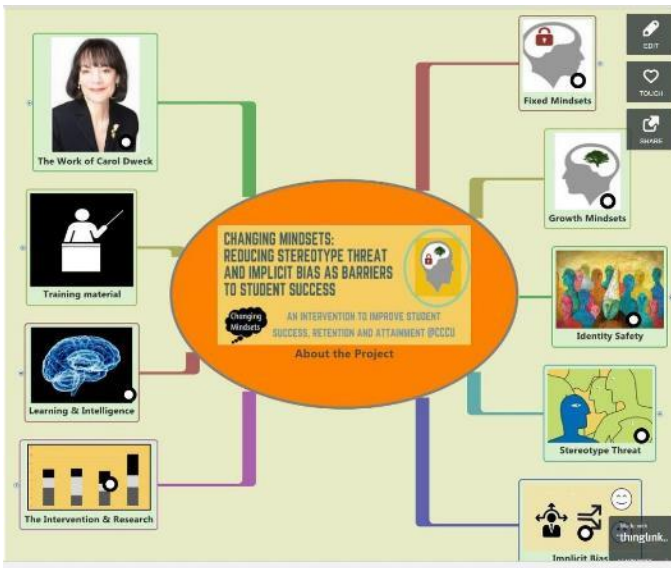 The Work of Carol Dweck
Training material
Learning & Intelligence
The Intervention & Research
CHANGING MINDSETS:
REDUCING STEREOTYPE THREAT
AND IMPLICIT BIAS AS BARRIERS
TO STUDENT SUCCESS
Changing
Mindsets
AN INTERVENTION TO IMPROVE STUDENT
SUCCESS, RETENTION AND ATTAINMENT @CCCU
About the Project
Fixed Mindsets
Growth Mindsets
Identity Safety
Stereotype Threat
Implicit Bias
EDIT
TOUCH
SHARE
Made with
thinglink..